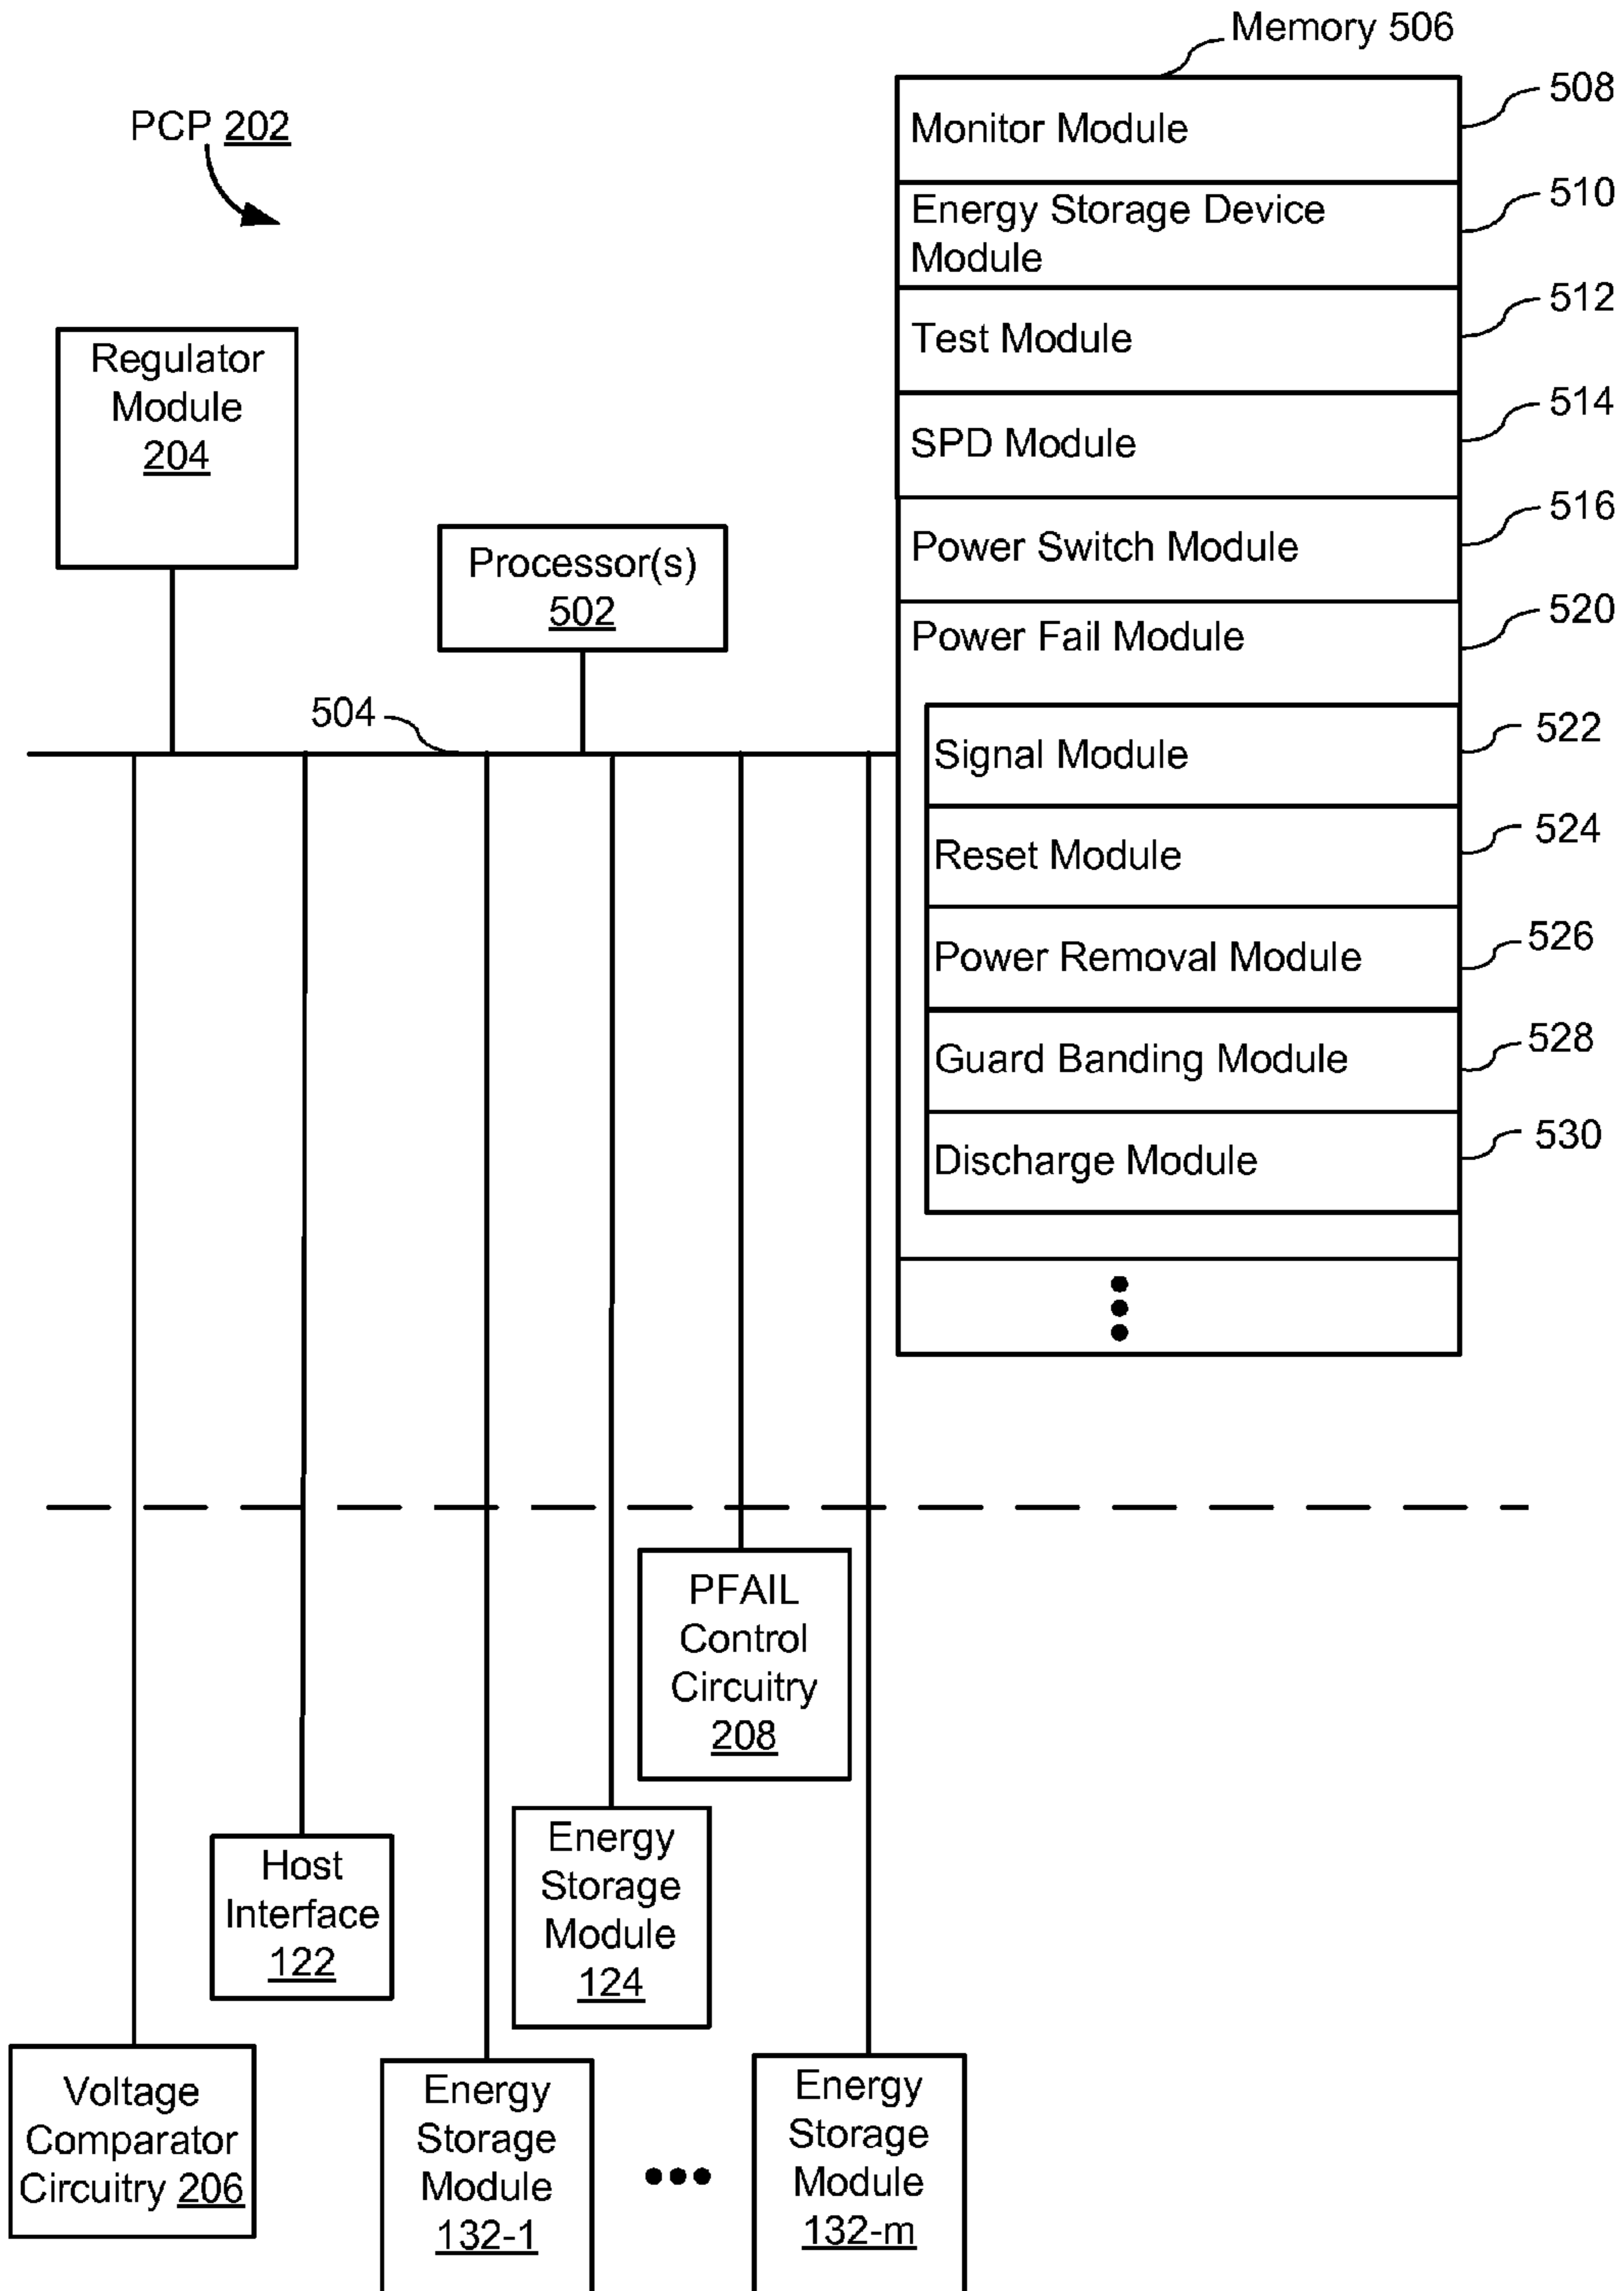 Memory 506
PCP 202
Monitor Module
508
Energy Storage Device
Module
510
Test Module
512
SPD Module
514
Power Switch Module
516
Power Fail Module
520
Signal Module
522
Reset Module
524
Power Removal Module
526
Guard Banding Module
528
Discharge Module
530
Regulator
Module
204
Processor(s)
502
504
PFAIL
Control
Circuitry
208
Host
Interface
122
Energy
Storage
Module
124
Voltage
Comparator
Circuitry 206
Energy
Storage
Module
132-1
Energy
Storage
Module
132-m